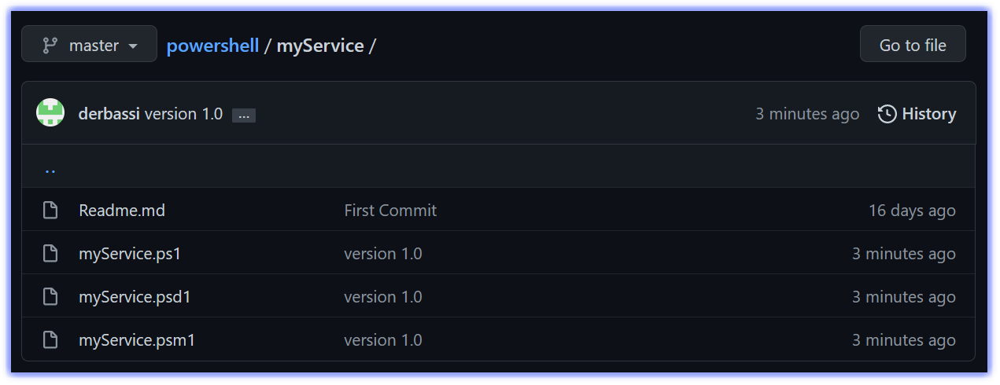 master powershell / myService / Go to file
derbassi version 1.0 ... 3 minutes ago History
..
Readme.md First Commit 16 days ago
myService.ps1 version 1.0 3 minutes ago
myService.psd1 version 1.0 3 minutes ago
myService.psm1 version 1.0 3 minutes ago